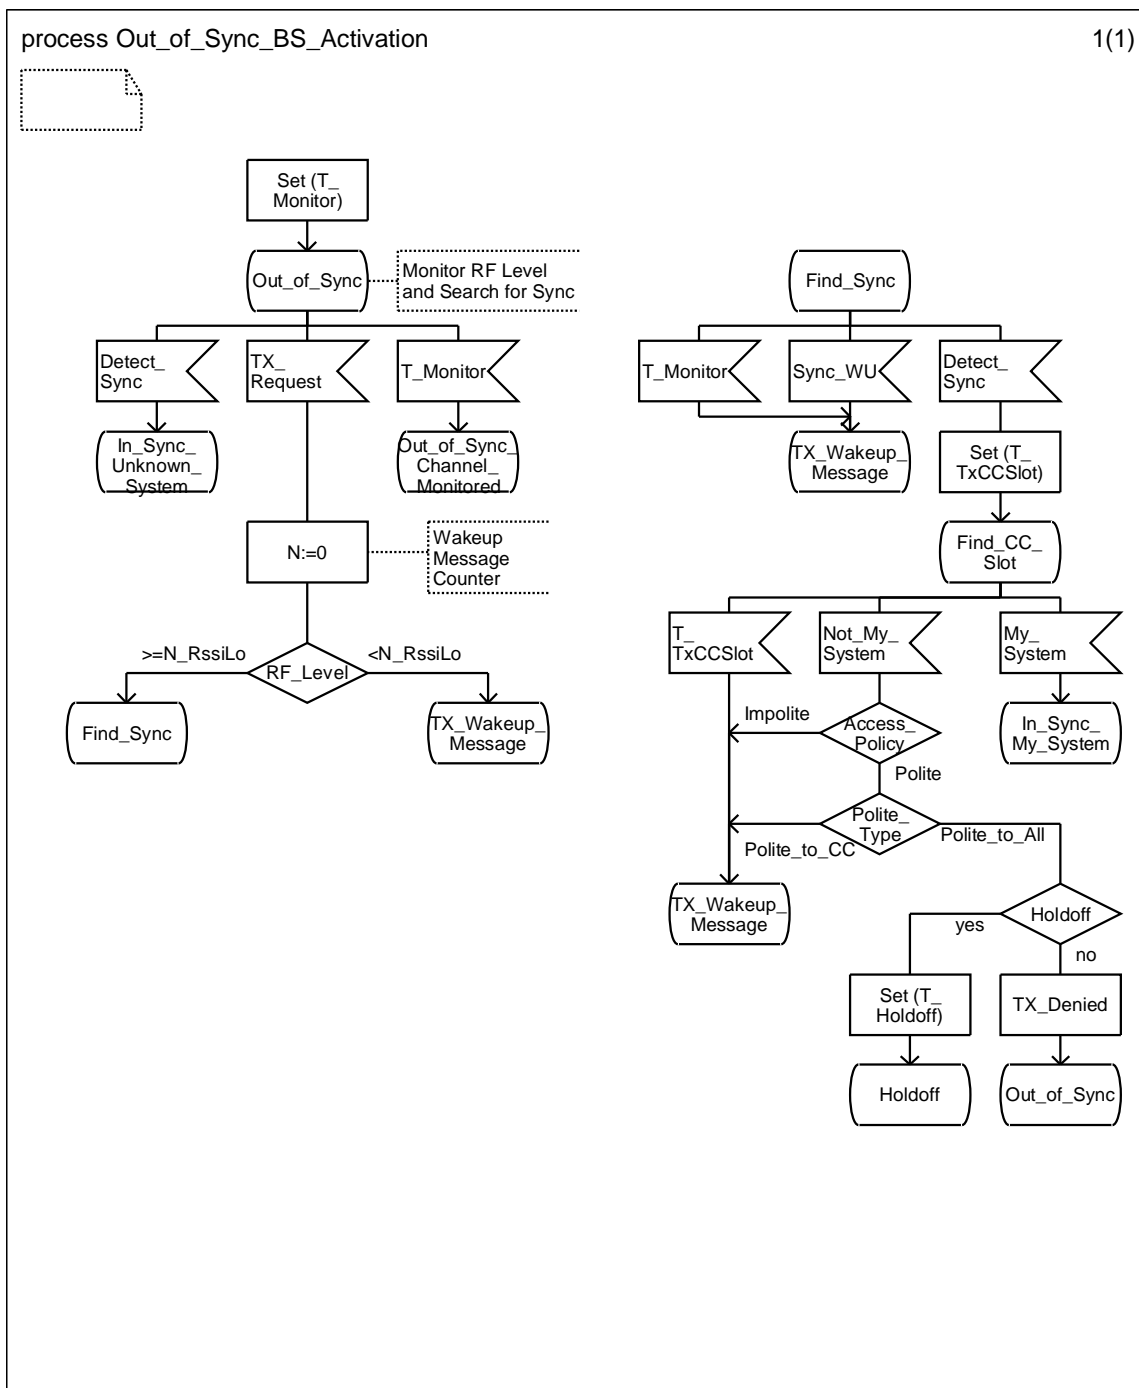 process Out_of_Sync_BS_Activation
1(1)
Set (T_
Monitor)
Out_of_Sync
Monitor RF Level
and Search for Sync
Detect_
Sync
TX_
Request
T_Monitor
In_Sync_
Unknown_
System
Out_of_Sync_
Channel_
Monitored
N:=0
Wakeup
Message
Counter
>=N_RssiLo
RF_Level
<N_RssiLo
Find_Sync
TX_Wakeup_
Message
Find_Sync
T_Monitor
Sync_WU
Detect_
Sync
TX_Wakeup_
Message
Set (T_
TxCCSlot)
Find_CC_
Slot
T_
TxCCSlot
Not_My_
System
My_
System
Impolite
Access_
Policy
In_Sync_
My_System
Polite
Polite_
Type
Polite_to_CC
Polite_to_All
TX_Wakeup_
Message
Holdoff
yes
no
Set (T_
Holdoff)
TX_Denied
Holdoff
Out_of_Sync